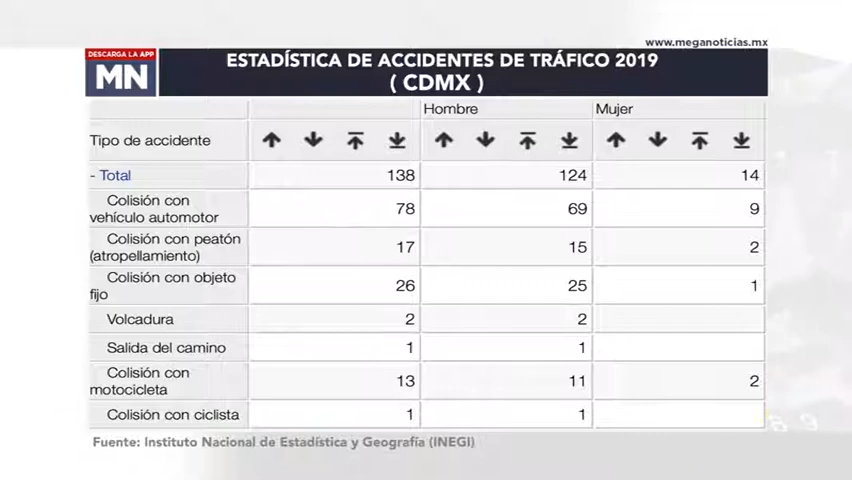 www.meganoticias.mx
DESCARGA LA APP
MN
ESTADÍSTICA DE ACCIDENTES DE TRÁFICO 2019
( CDMX )
Hombre Mujer
Tipo de accidente
- Total 138 124 14
Colisión con
vehículo automotor 78 69 9
Colisión con peatón
(atropellamiento) 17 15 2
Colisión con objeto
fijo 26 25 1
Volcadura 2 2
Salida del camino 1 1
Colisión con
motocicleta 13 11 2
Colisión con ciclista 1 1
Fuente: Instituto Nacional de Estadística y Geografía (INEGI)